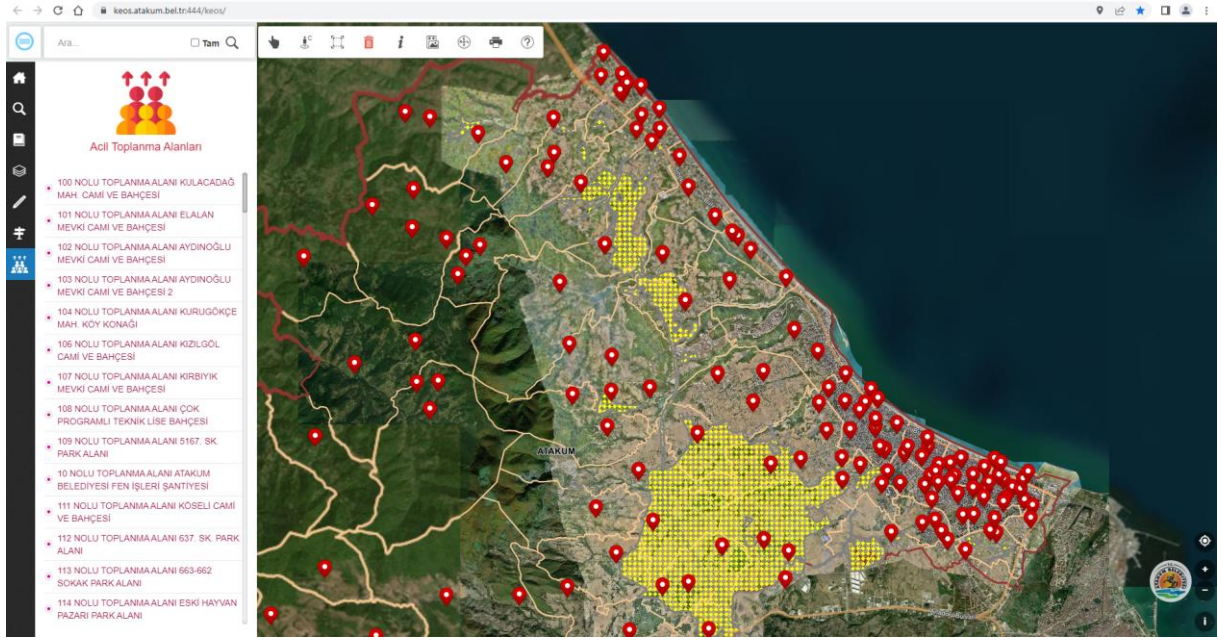 keos.atakum.bel.tr:444/keos/
Ara...
Tam
Acil Toplanma Alanları
100 NOLU TOPLANMA ALANI KULACADAĞ
MAH. CAMİ VE BAHÇESİ
101 NOLU TOPLANMA ALANI ELALAN
MEVKİ CAMİ VE BAHÇESİ
102 NOLU TOPLANMA ALANI AYDINOĞLU
MEVKİ CAMİ VE BAHÇESİ
103 NOLU TOPLANMA ALANI AYDINOĞLU
MEVKİ CAMİ VE BAHÇESİ 2
104 NOLU TOPLANMA ALANI KURUGÖKÇE
MAH. KÖY KONAĞI
106 NOLU TOPLANMA ALANI KIZILGÖL
CAMİ VE BAHÇESİ
107 NOLU TOPLANMA ALANI KIRBIYIK
MEVKİ CAMİ VE BAHÇESİ
108 NOLU TOPLANMA ALANI ÇOK
PROGRAMLI TEKNİK LİSE BAHÇESİ
109 NOLU TOPLANMA ALANI 5167. SK.
PARK ALANI
10 NOLU TOPLANMA ALANI ATAKUM
BELEDİYESİ FEN İŞLERİ ŞANTİYESİ
111 NOLU TOPLANMA ALANI KÖSELİ CAMİ
VE BAHÇESİ
112 NOLU TOPLANMA ALANI 637. SK. PARK
ALANI
113 NOLU TOPLANMA ALANI 663-662
SOKAK PARK ALANI
114 NOLU TOPLANMA ALANI ESKİ HAYVAN
PAZARI PARK ALANI
ATAKUM
ATAKUM BELEDİYESİ